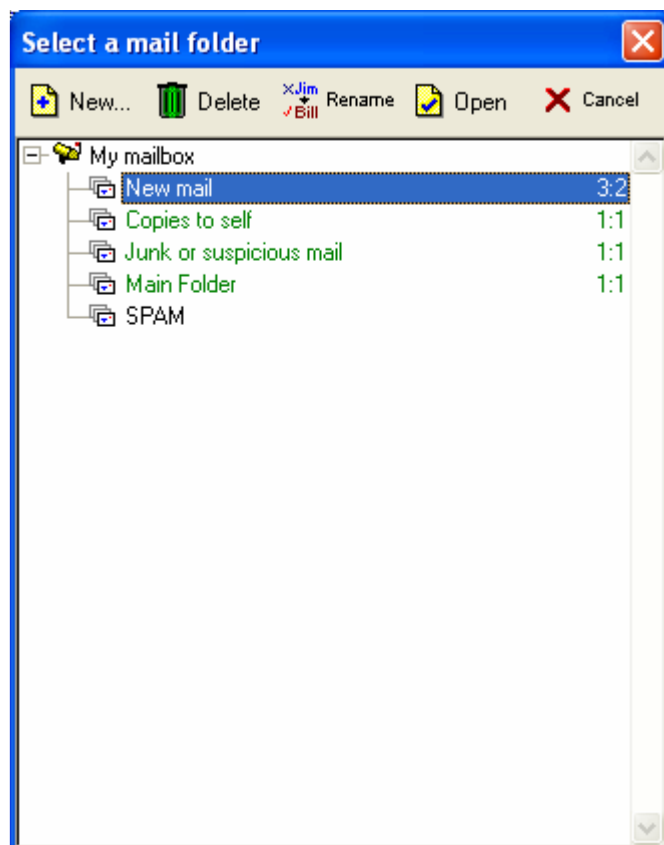 Select a mail folder
New... Delete Jim Bill Rename Open Cancel
My mailbox
New mail 3:2
Copies to self 1:1
Junk or suspicious mail 1:1
Main Folder 1:1
SPAM